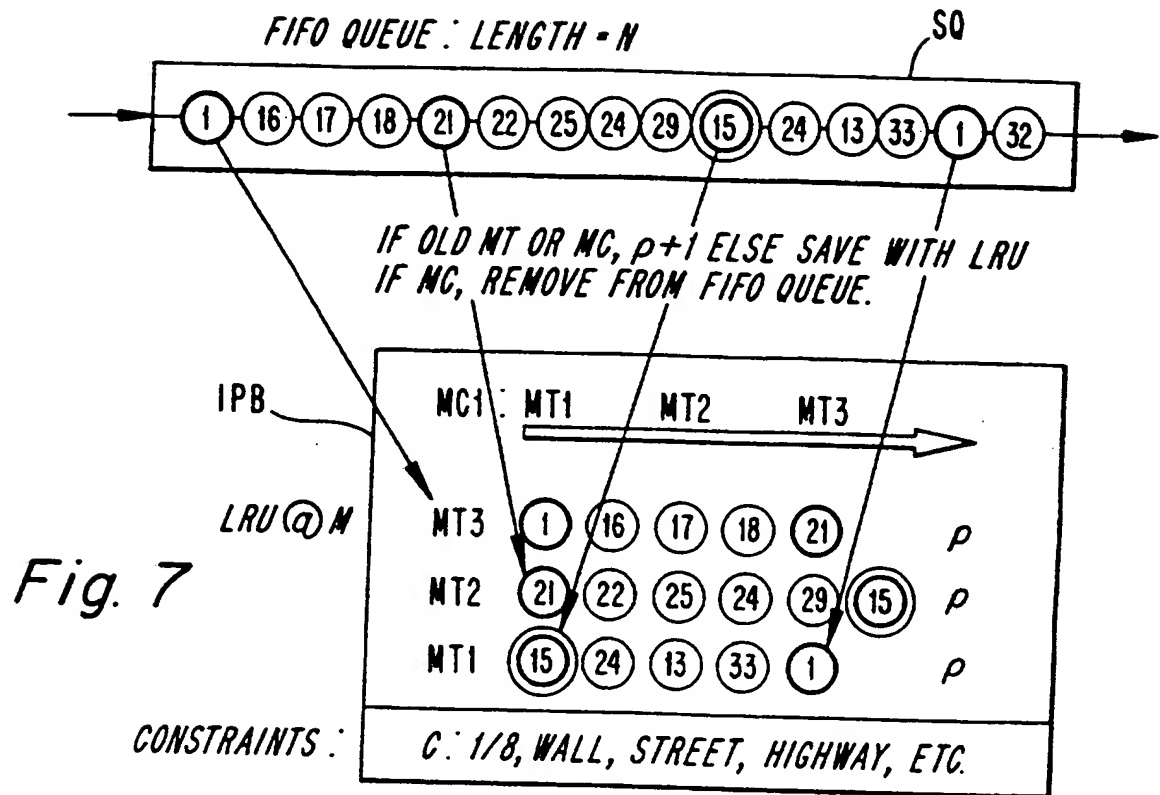 FIFO QUEUE : LENGTH = N
SQ
1 16 17 18 21 22 25 24 29 15 24 13 33 1 32
IF OLD MT OR MC, p+1 ELSE SAVE WITH LRU
IF MC, REMOVE FROM FIFO QUEUE.
IPB
MC1 : MT1 MT2 MT3
LRU @ M
MT3 1 16 17 18 21 p
Fig. 7
MT2 21 22 25 24 29 15 p
MT1 15 24 13 33 1 p
CONSTRAINTS : C : 1/8, WALL, STREET, HIGHWAY, ETC.